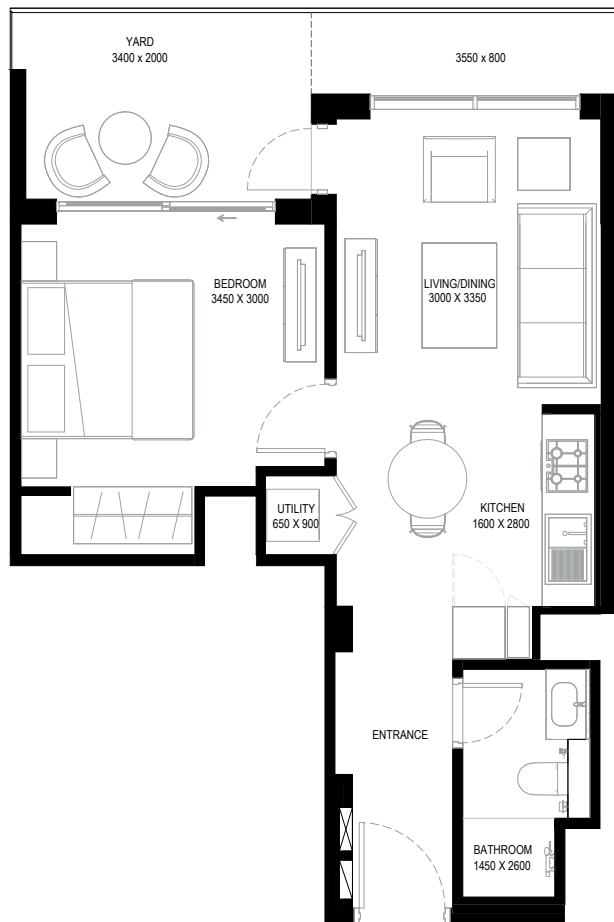 YARD
3400 x 2000
3550 x 800
BEDROOM
3450 X 3000
LIVING/DINING
3000 X 3350
UTILITY
650 X 900
KITCHEN
1600 X 2800
ENTRANCE
BATHROOM
1450 X 2600